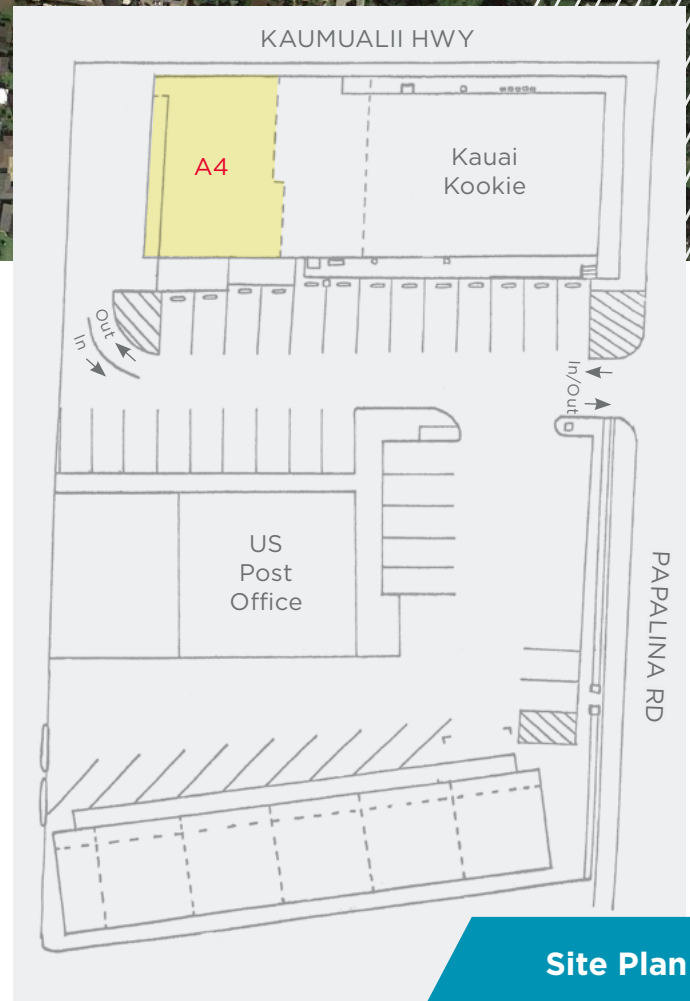 KAUMUALII HWY
A4
Kauai
Kookie
Out
In
In/Out
US
Post
Office
PAPALINA RD
Site Plan